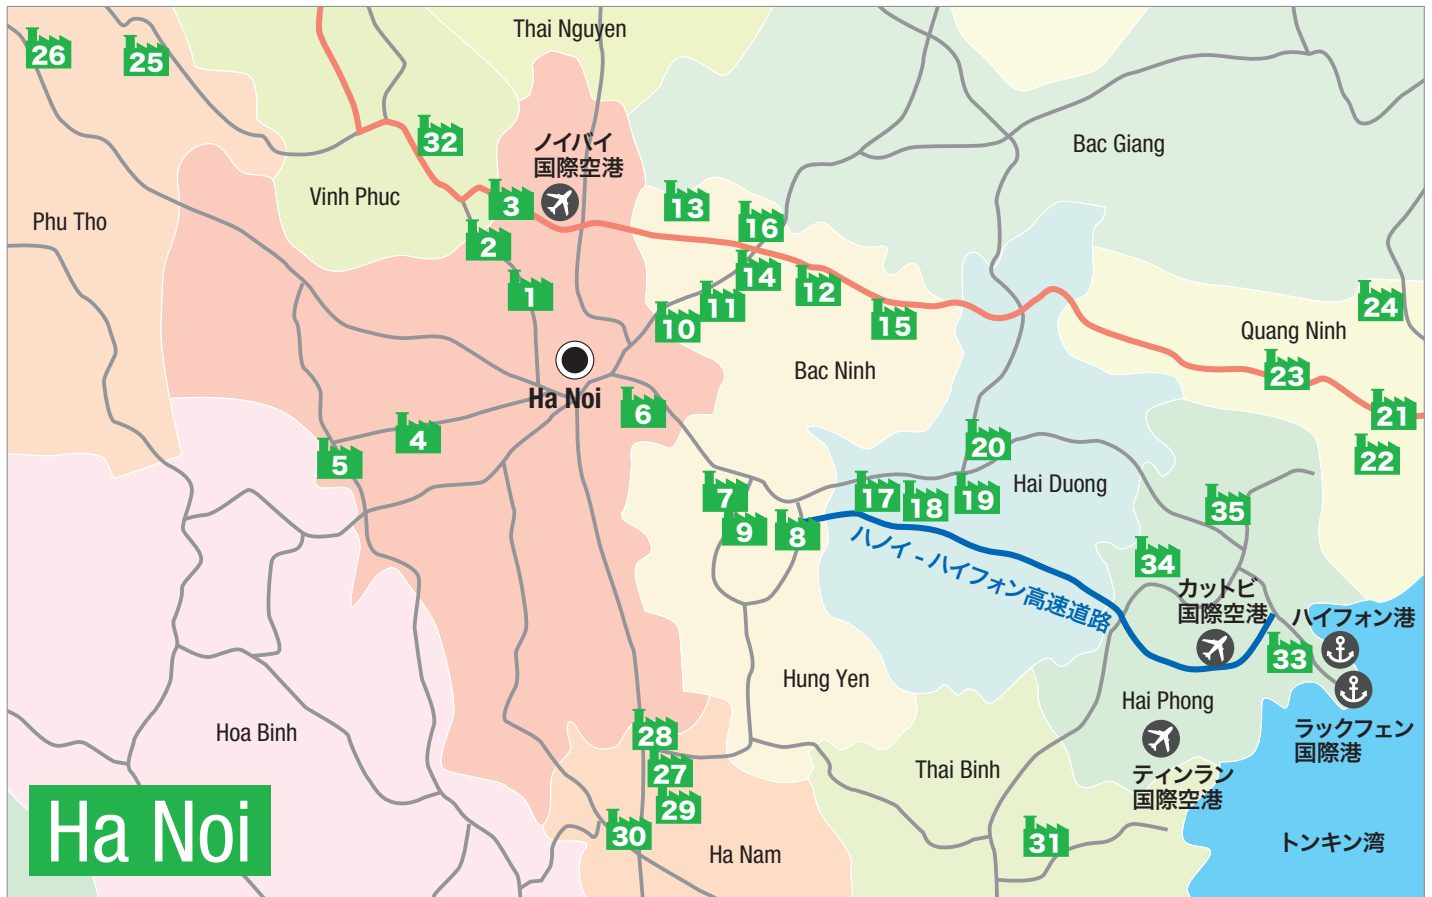 Thai Nguyen
26
25
32
ノイバイ
国際空港
Bac Giang
Vinh Phuc
3
13
Phu Tho
2
16
1
14
12
11
10
15
24
Quang Ninh
23
Bac Ninh
Ha Noi
6
21
4
5
20
22
7
17
18
19
Hai Duong
35
9
8
ハノイ - ハイフォン高速道路
34
カットビ
国際空港
ハイフォン港
33
Hung Yen
Hai Phong
Hoa Binh
28
ラックフェン
国際港
27
Thai Binh
ティンラン
国際空港
29
30
31
Ha Nam
トンキン湾
Ha Noi